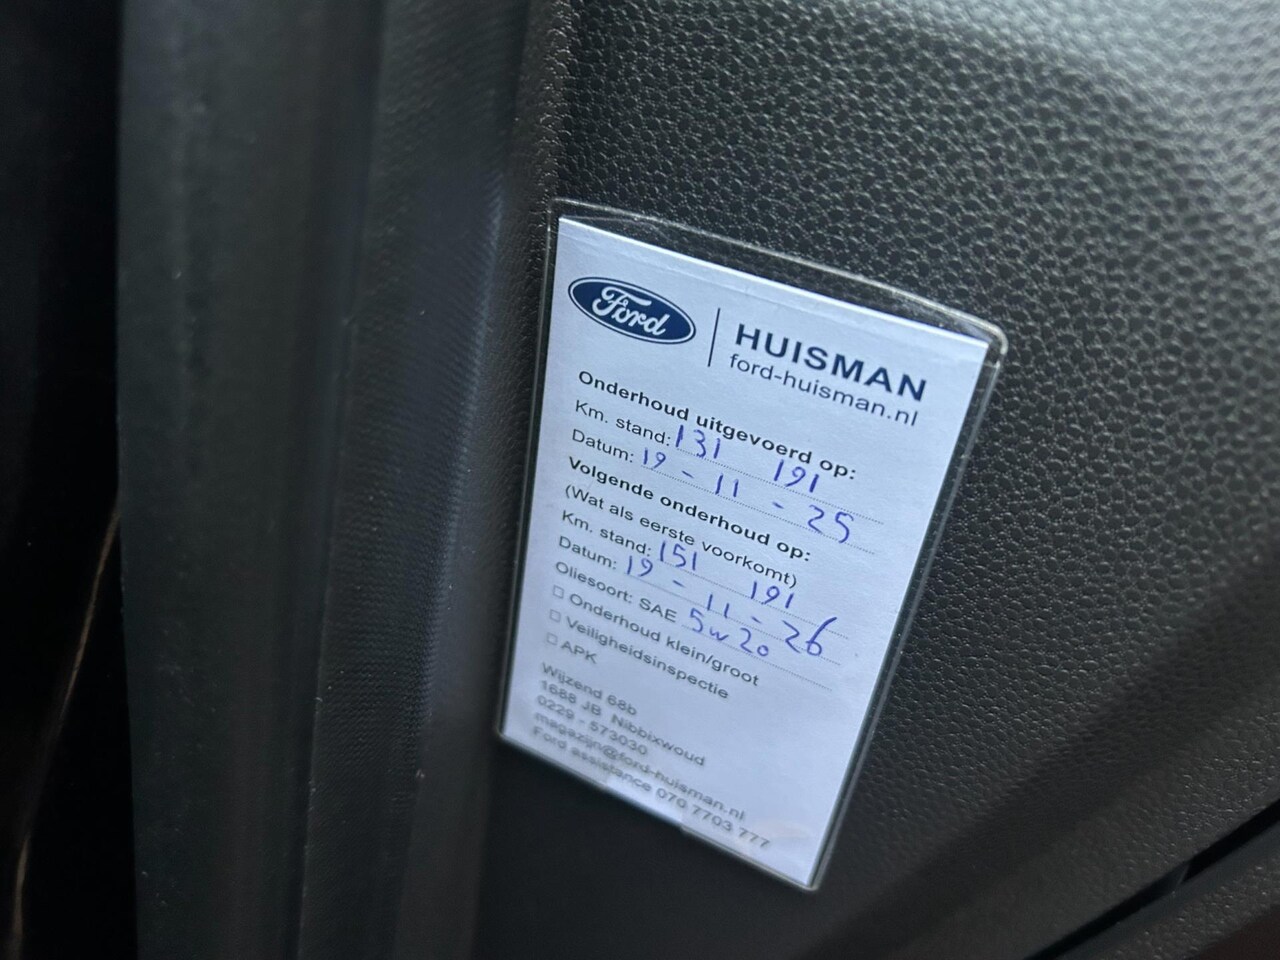 Ford HUISMAN
ford-huisman.nl
Onderhoud uitgevoerd op:
Km. stand: 131 191
Datum: 19 - 11 - 25
Volgende onderhoud op:
(Wat als eerste voorkomt)
Km. stand: 151 191
Datum: 19 - 11 - 26
Oliesoort: SAE 5w20
□ Onderhoud klein/groot
□ Veiligheidsinspectie
□ APK
Wijzend 68b
1688 JB Nibbixwoud
0229 - 573030
magazijn@ford-huisman.nl
Ford assistance 070 7703 777